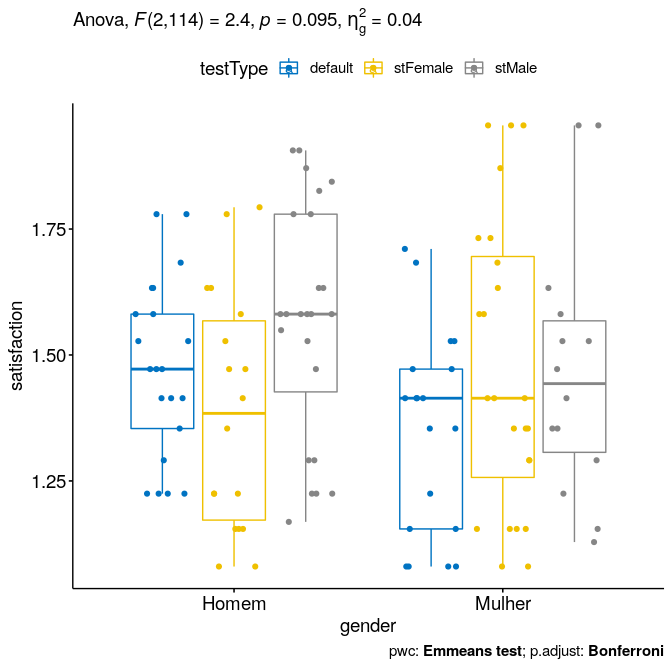 Anova, F(2,114) = 2.4, p = 0.095, η²g = 0.04
testType default stFemale stMale
1.75
1.50
1.25
satisfaction
Homem Mulher
gender
pwc: Emmeans test; p.adjust: Bonferroni